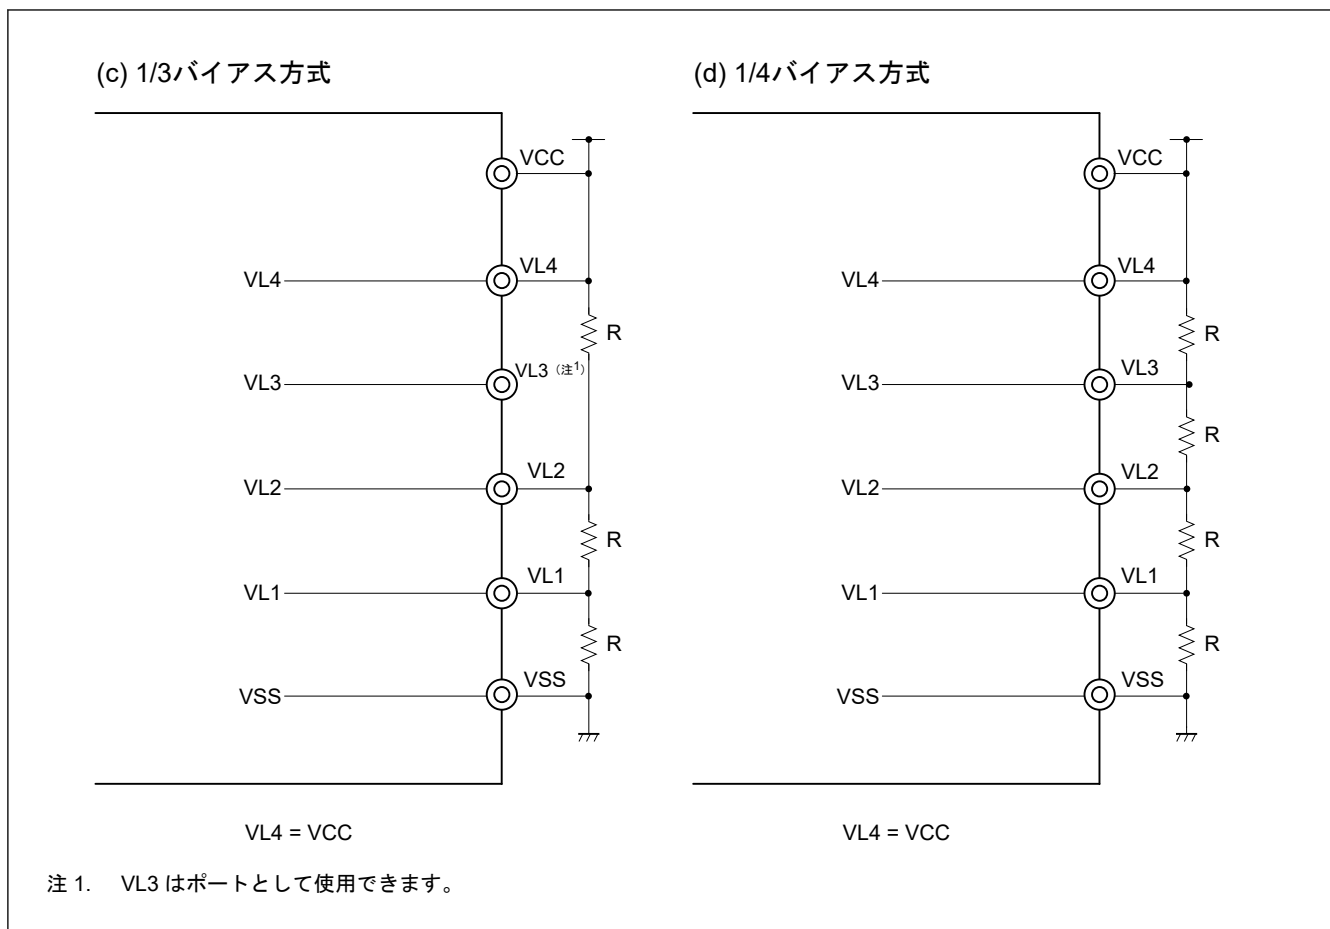 (c) 1/3バイアス方式
VCC
VL4
VL4
R
VL3
VL3（注1）
VL2
VL2
R
VL1
VL1
R
VSS
VSS
VL4 = VCC
(d) 1/4バイアス方式
VCC
VL4
VL4
R
VL3
VL3
R
VL2
VL2
R
VL1
VL1
R
VSS
VSS
VL4 = VCC
注 1. VL3 はポートとして使用できます。